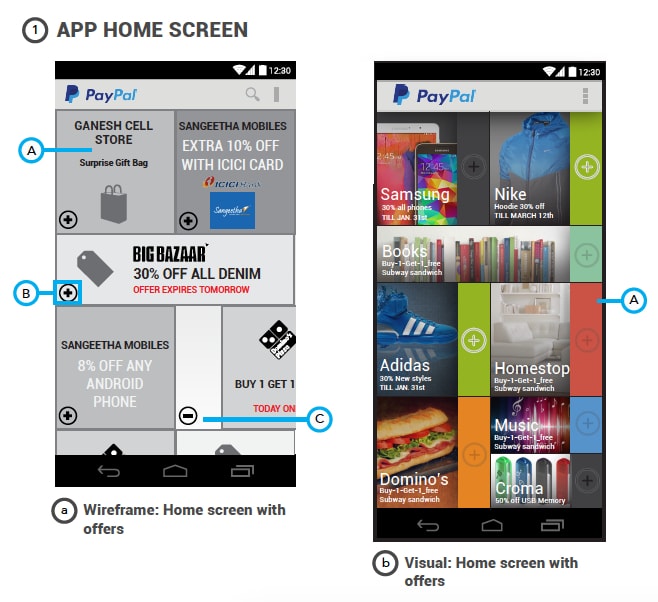 1 APP HOME SCREEN
12:30
PayPal
GANESH CELL
STORE
Surprise Gift Bag
A
SANGEETHA MOBILES
EXTRA 10% OFF
WITH ICICI CARD
ICICI Bank
Sangeetha
BIG BAZAAR
30% OFF ALL DENIM
OFFER EXPIRES TOMORROW
B
SANGEETHA MOBILES
8% OFF ANY
ANDROID
PHONE
Domino's
Pizza
BUY 1 GET 1
TODAY ON
C
a Wireframe: Home screen with
offers
12:30
PayPal
Samsung
30% all phones
TILL JAN. 31st
Nike
Hoodie 30% off
TILL MARCH 12th
Books
Buy-1-Get-1_free
Subway sandwich
A
Adidas
30% New styles
TILL JAN. 31st
Homestop
Buy-1-Get-1_free
Subway sandwich
Music
Buy-1-Get-1_free
Subway sandwich
Domino's
Buy-1-Get-1_free
Subway sandwich
Croma
50% off USB Memory
b Visual: Home screen with
offers